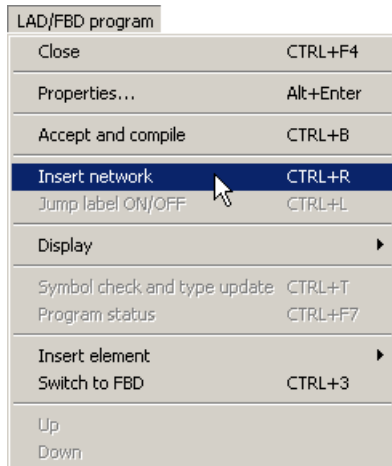 LAD/FBD program
Close CTRL+F4
Properties... Alt+Enter
Accept and compile CTRL+B
Insert network CTRL+R
Jump label ON/OFF CTRL+L
Display
Symbol check and type update CTRL+T
Program status CTRL+F7
Insert element
Switch to FBD CTRL+3
Up
Down